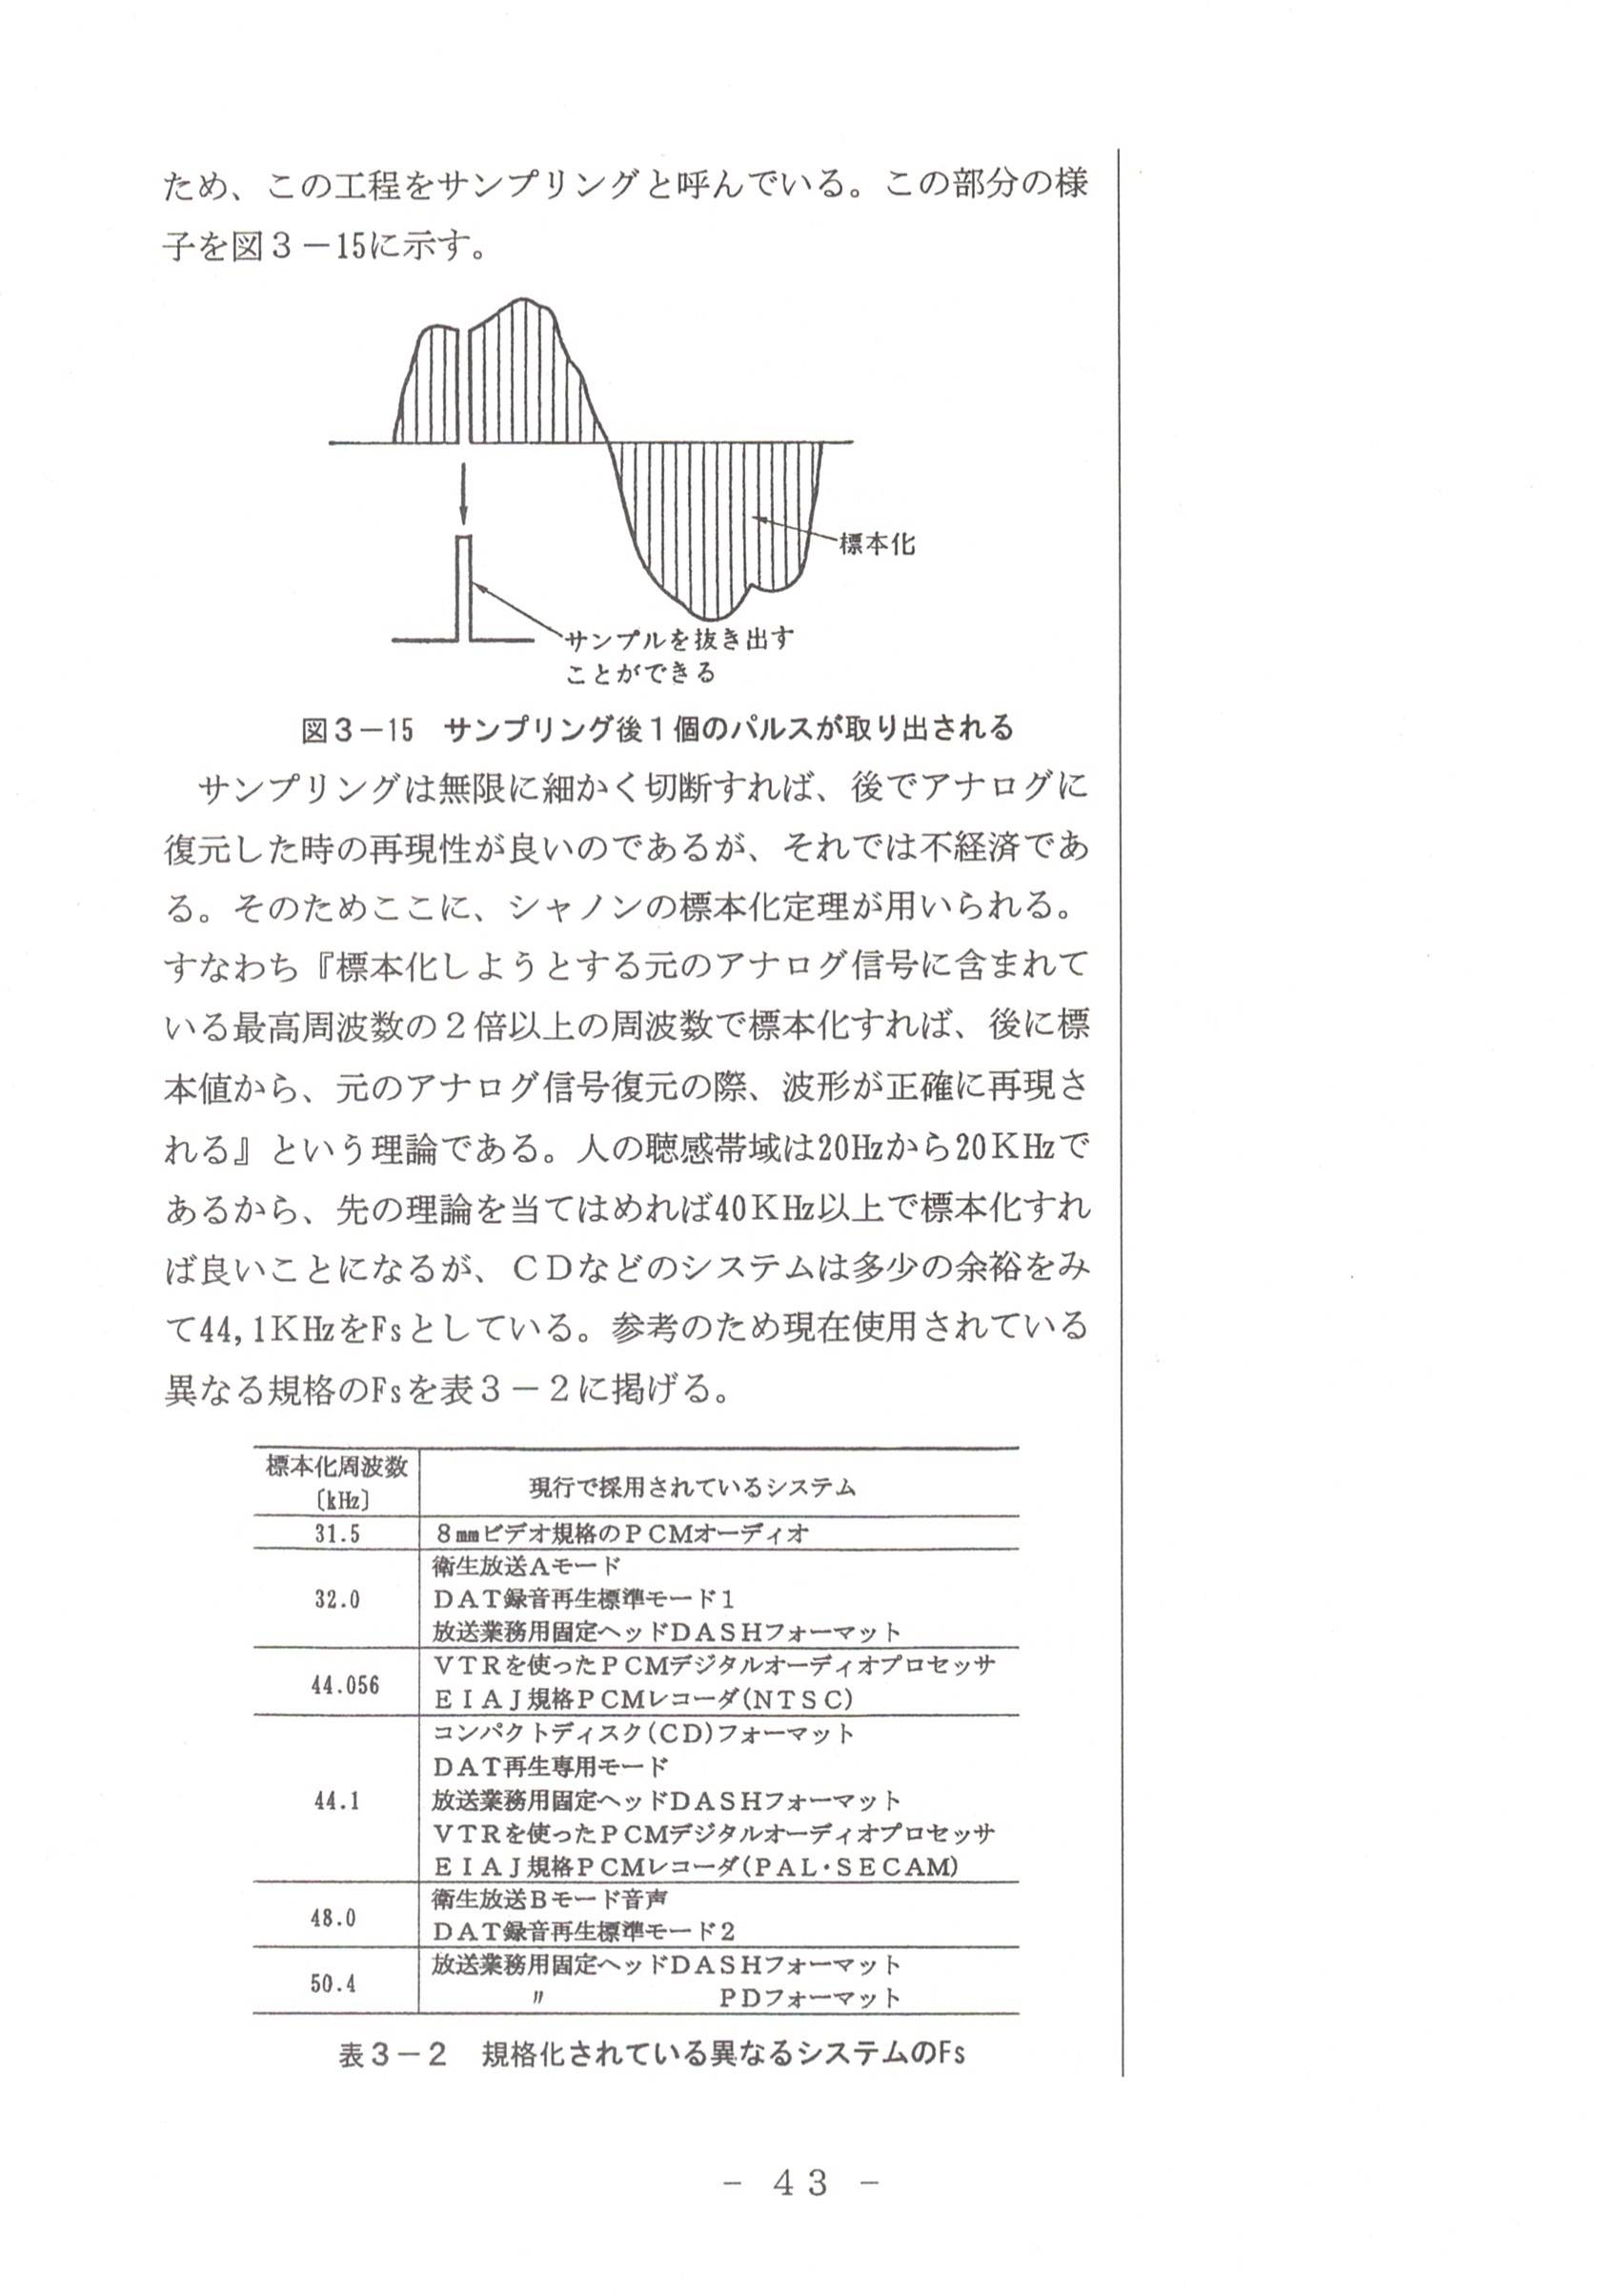 ため、この工程をサンプリングと呼んでいる。この部分の様
子を図3－15に示す。
標本化
サンプルを抜き出す
ことができる
図3－15　サンプリング後1個のパルスが取り出される
　サンプリングは無限に細かく切断すれば、後でアナログに
復元した時の再現性が良いのであるが、それでは不経済であ
る。そのためここに、シャノンの標本化定理が用いられる。
すなわち『標本化しようとする元のアナログ信号に含まれて
いる最高周波数の2倍以上の周波数で標本化すれば、後に標
本値から、元のアナログ信号復元の際、波形が正確に再現さ
れる』という理論である。人の聴感帯域は20Hzから20KHzで
あるから、先の理論を当てはめれば40KHz以上で標本化すれ
ば良いことになるが、CDなどのシステムは多少の余裕をみ
て44,1KHzをFsとしている。参考のため現在使用されている
異なる規格のFsを表3－2に掲げる。
標本化周波数
〔kHz〕
現行で採用されているシステム
31.5
8㎜ビデオ規格のPCMオーディオ
32.0
衛生放送Aモード
DAT録音再生標準モード1
放送業務用固定ヘッドDASHフォーマット
44.056
VTRを使ったPCMデジタルオーディオプロセッサ
EIAJ規格PCMレコーダ(NTSC)
44.1
コンパクトディスク(CD)フォーマット
DAT再生専用モード
放送業務用固定ヘッドDASHフォーマット
VTRを使ったPCMデジタルオーディオプロセッサ
EIAJ規格PCMレコーダ(PAL・SECAM)
48.0
衛生放送Bモード音声
DAT録音再生標準モード2
50.4
放送業務用固定ヘッドDASHフォーマット
〃　PDフォーマット
表3－2　規格化されている異なるシステムのFs
－ 43 －